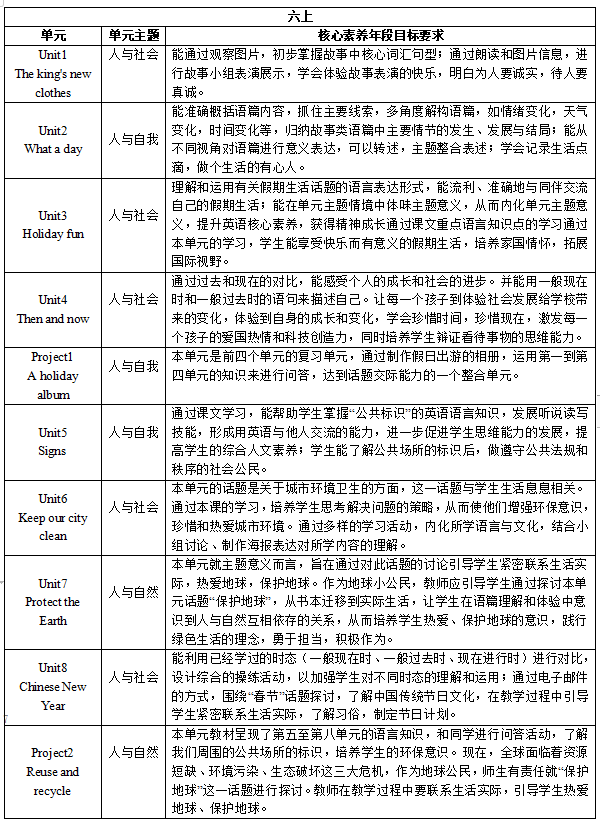 六上
单元 单元主题 核心素养年段目标要求
Unit1
The king's new
clothes
人与社会
能通过观察图片，初步掌握故事中核心词汇句型；通过朗读和图片信息，进
行故事小组表演展示，学会体验故事表演的快乐，明白为人要诚实，待人要
真诚。
Unit2
What a day
人与自我
能准确概括语篇内容，抓住主要线索，多角度解构语篇，如情绪变化，天气
变化，时间变化等，归纳故事类语篇中主要情节的发生、发展与结局；能从
不同视角对语篇进行意义表达，可以转述，主题整合表述；学会记录生活点
滴，做个生活的有心人。
Unit3
Holiday fun
人与社会
理解和运用有关假期生活话题的语言表达形式，能流利、准确地与同伴交流
自己的假期生活；能在单元主题情境中体味主题意义，从而内化单元主题意
义，提升英语核心素养，获得精神成长通过课文重点语言知识点的学习通过
本单元的学习，学生能享受快乐而有意义的假期生活，培养家国情怀，拓展
国际视野。
Unit4
Then and now
人与社会
通过过去和现在的对比，能感受个人的成长和社会的进步。并能用一般现在
时和一般过去时的语句来描述自己。让每一个孩子到体验社会发展给学校带
来的变化，体验到自身的成长和变化，学会珍惜时间，珍惜现在，激发每一
个孩子的爱国热情和科技创造力，同时培养学生辩证看待事物的思维能力。
Project1
A holiday
album
人与自我
本单元是前四个单元的复习单元，通过制作假日出游的相册，运用第一到第
四单元的知识来进行问答，达到话题交际能力的一个整合单元。
Unit5
Signs
人与自我
通过课文学习，能帮助学生掌握“公共标识”的英语语言知识，发展听说读写
技能，形成用英语与他人交流的能力，进一步促进学生思维能力的发展，提
高学生的综合人文素养；学生能了解公共场所的标识后，做遵守公共法规和
秩序的社会公民。
Unit6
Keep our city
clean
人与社会
本单元的话题是关于城市环境卫生的方面，这一话题与学生生活息息相关。
通过本课的学习，培养学生思考解决问题的策略，从而使他们增强环保意识，
珍惜和热爱城市环境。通过多样的学习活动，内化所学语言与文化，结合小
组讨论、制作海报表达对所学内容的理解。
Unit7
Protect the
Earth
人与自然
本单元就主题意义而言，旨在通过对此话题的讨论引导学生紧密联系生活实
际，热爱地球，保护地球。作为地球小公民，教师应引导学生通过探讨本单
元话题“保护地球”，从书本迁移到实际生活，让学生在语篇理解和体验中意
识到人与自然互相依存的关系，从而培养学生热爱、保护地球的意识，践行
绿色生活的理念，勇于担当，积极作为。
Unit8
Chinese New
Year
人与社会
能利用已经学过的时态（一般现在时、一般过去时、现在进行时）进行对比，
设计综合的操练活动，以加强学生对不同时态的理解和运用；通过电子邮件
的方式，围绕“春节”话题探讨，了解中国传统节日文化，在教学过程中引导
学生紧密联系生活实际，了解习俗，制定节日计划。
Project2
Reuse and
recycle
人与自然
本单元教材呈现了第五至第八单元的语言知识，和同学进行问答活动，了解
我们周围的公共场所的标识，培养学生的环保意识。现在，全球面临着资源
短缺、环境污染、生态破坏这三大危机，作为地球公民，师生有责任就“保护
地球”这一话题进行探讨。教师在教学过程中要联系生活实际，引导学生热爱
地球、保护地球。